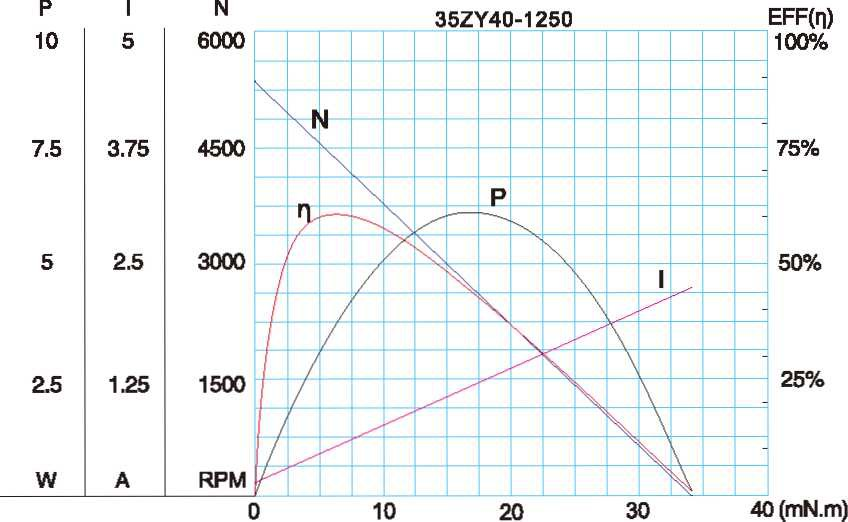 P I N 35ZY40-1250 EFF(η)
10 5 6000 100%
N
7.5 3.75 4500 75%
η P
5 2.5 3000 50%
I
2.5 1.25 1500 25%
W A RPM
0 10 20 30 40 (mN.m)